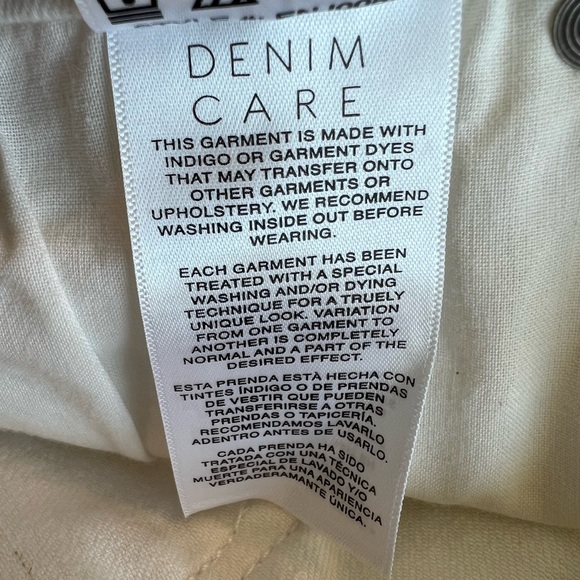 DENIM
CARE
THIS GARMENT IS MADE WITH
INDIGO OR GARMENT DYES
THAT MAY TRANSFER ONTO
OTHER GARMENTS OR
UPHOLSTERY. WE RECOMMEND
WASHING INSIDE OUT BEFORE
WEARING.
EACH GARMENT HAS BEEN
TREATED WITH A SPECIAL
WASHING AND/OR DYING
TECHNIQUE FOR A TRUELY
UNIQUE LOOK. VARIATION
FROM ONE GARMENT TO
ANOTHER IS COMPLETELY
NORMAL AND A PART OF THE
DESIRED EFFECT.
ESTA PRENDA ESTÀ HECHA CON
TINTES ÍNDIGO O DE PRENDAS
DE VESTIR QUE PUEDEN
TRANSFERIRSE A OTRAS
PRENDAS O TAPICERÍA.
RECOMENDAMOS LAVARLO
ADENTRO ANTES DE USARLO.
CADA PRENDA HA SIDO
TRATADA CON UNA TÉCNICA
ESPECIAL DE LAVADO Y/O
MUERTE PARA UNA APARIENCIA
VERDADERAMANTE ÚNICA.